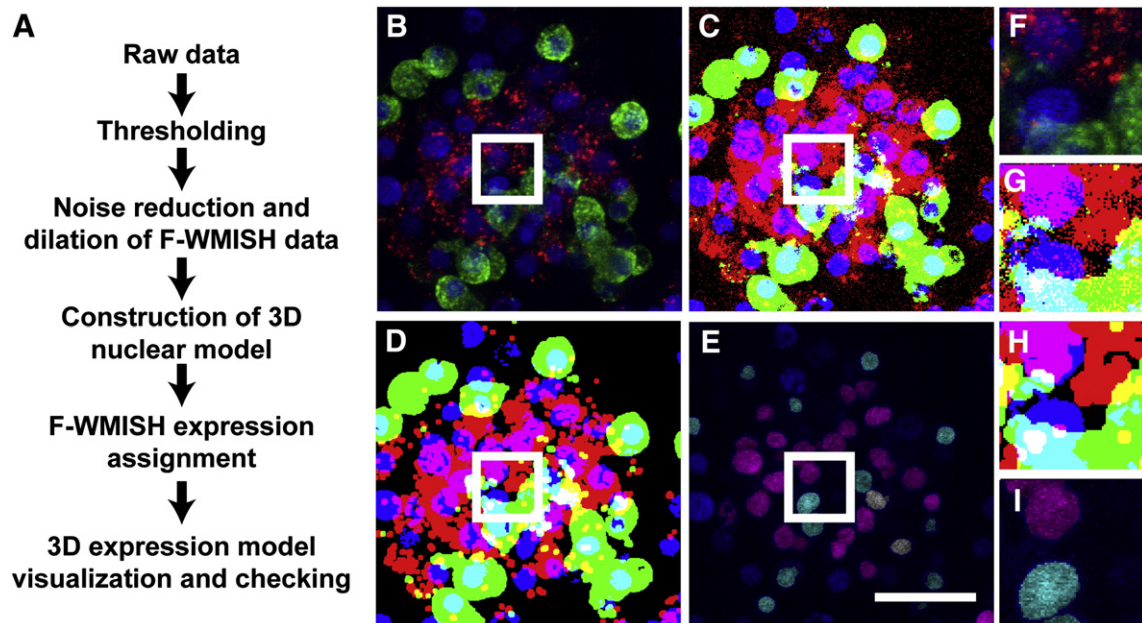 A
Raw data
Thresholding
Noise reduction and
dilation of F-WMISH data
Construction of 3D
nuclear model
F-WMISH expression
assignment
3D expression model
visualization and checking
B
C
D
E
F
G
H
I